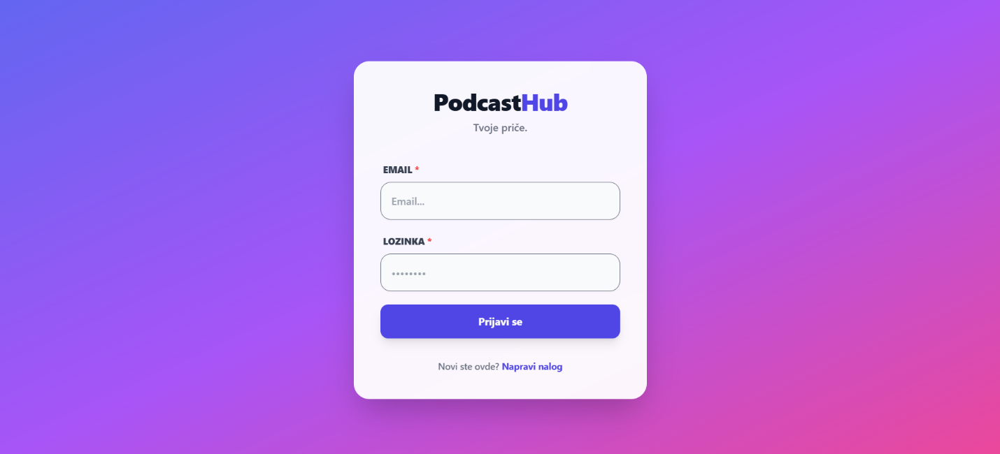 PodcastHub
Tvoje priče.
EMAIL *
Email...
LOZINKA *
••••••••
Prijavi se
Novi ste ovde? Napravi nalog